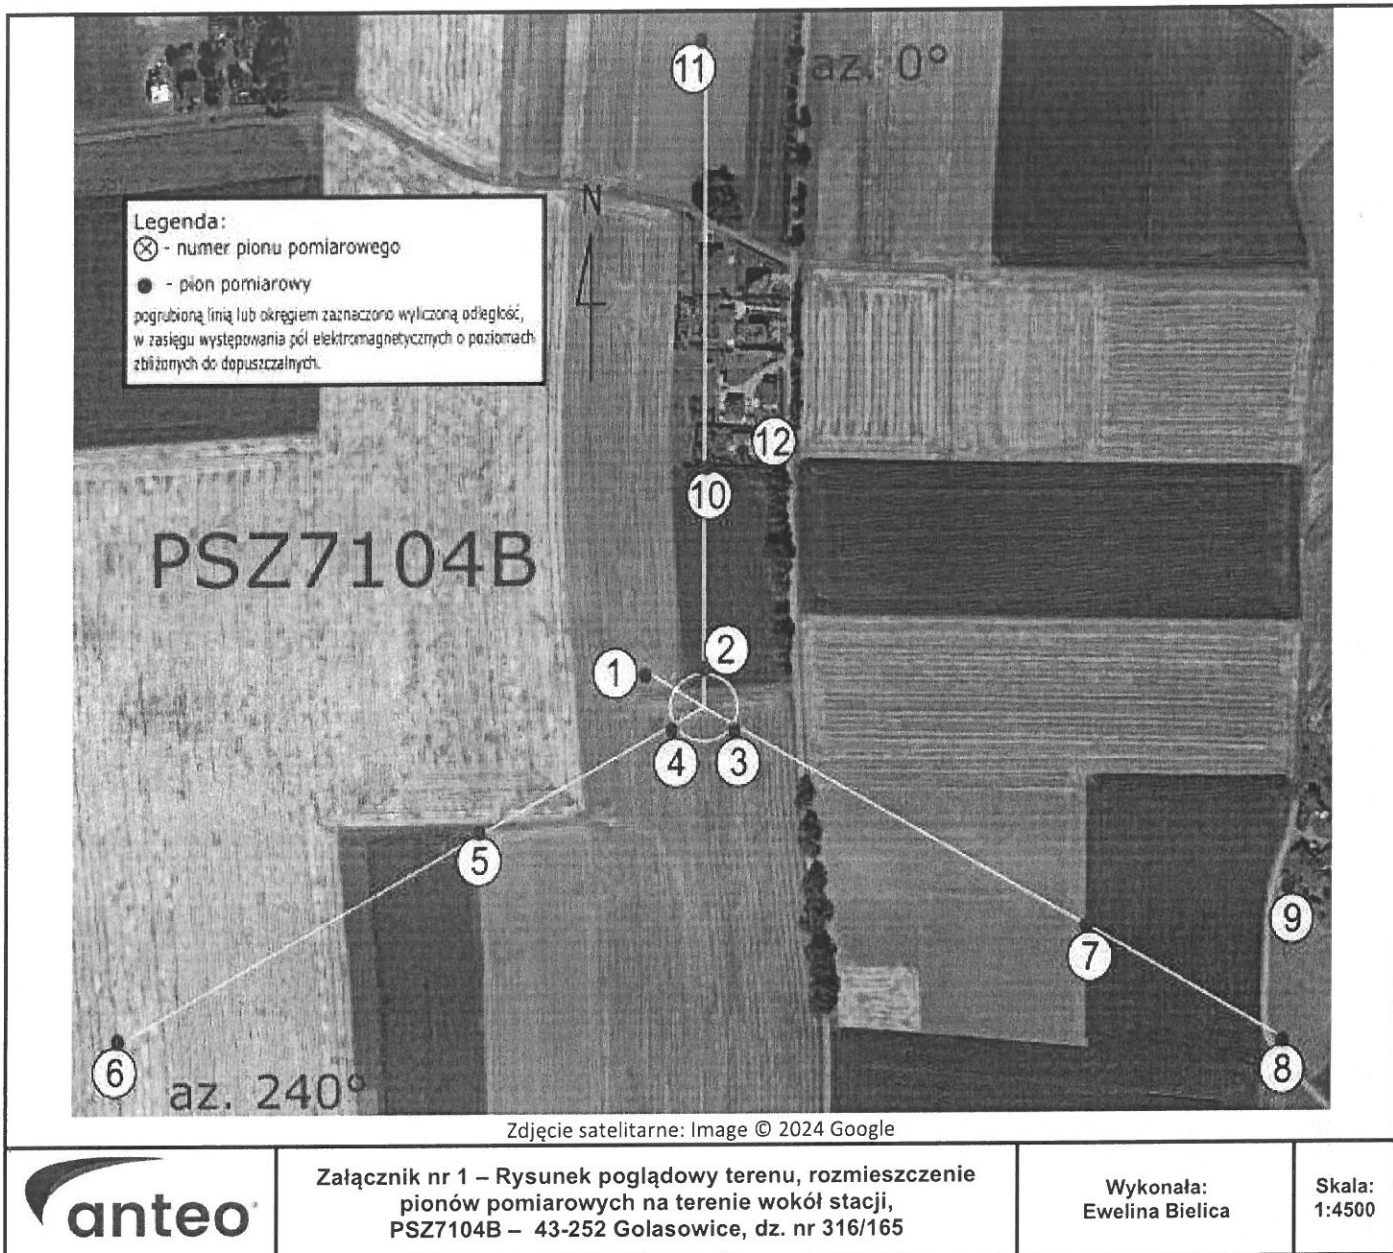 11
az. 0°
N
Legenda:
- numer pionu pomiarowego
- pion pomiarowy
pogrubioną linią lub okręgiem zaznaczono wyliczoną odległość,
w zasięgu występowania pól elektromagnetycznych o poziomach
zbliżonych do dopuszczalnych.
12
10
PSZ7104B
1
2
4
3
5
9
7
6
8
az. 240°
Zdjęcie satelitarne: Image © 2024 Google
anteo
Załącznik nr 1 – Rysunek poglądowy terenu, rozmieszczenie
pionów pomiarowych na terenie wokół stacji,
PSZ7104B – 43-252 Golasowice, dz. nr 316/165
Wykonała:
Ewelina Bielica
Skala:
1:4500